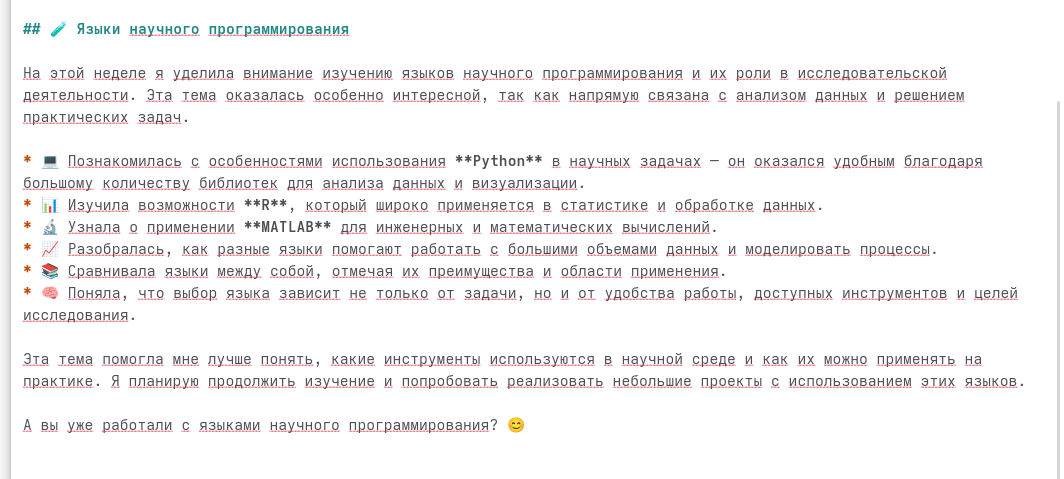 ## 🧪 Языки научного программирования
На этой неделе я уделила внимание изучению языков научного программирования и их роли в исследовательской
деятельности. Эта тема оказалась особенно интересной, так как напрямую связана с анализом данных и решением
практических задач.
* 💻 Познакомилась с особенностями использования **Python** в научных задачах — он оказался удобным благодаря
большому количеству библиотек для анализа данных и визуализации.
* 📊 Изучила возможности **R**, который широко применяется в статистике и обработке данных.
* 🔬 Узнала о применении **MATLAB** для инженерных и математических вычислений.
* 📈 Разобралась, как разные языки помогают работать с большими объемами данных и моделировать процессы.
* 📚 Сравнивала языки между собой, отмечая их преимущества и области применения.
* 🧠 Поняла, что выбор языка зависит не только от задачи, но и от удобства работы, доступных инструментов и целей
исследования.
Эта тема помогла мне лучше понять, какие инструменты используются в научной среде и как их можно применять на
практике. Я планирую продолжить изучение и попробовать реализовать небольшие проекты с использованием этих языков.
А вы уже работали с языками научного программирования? 😊